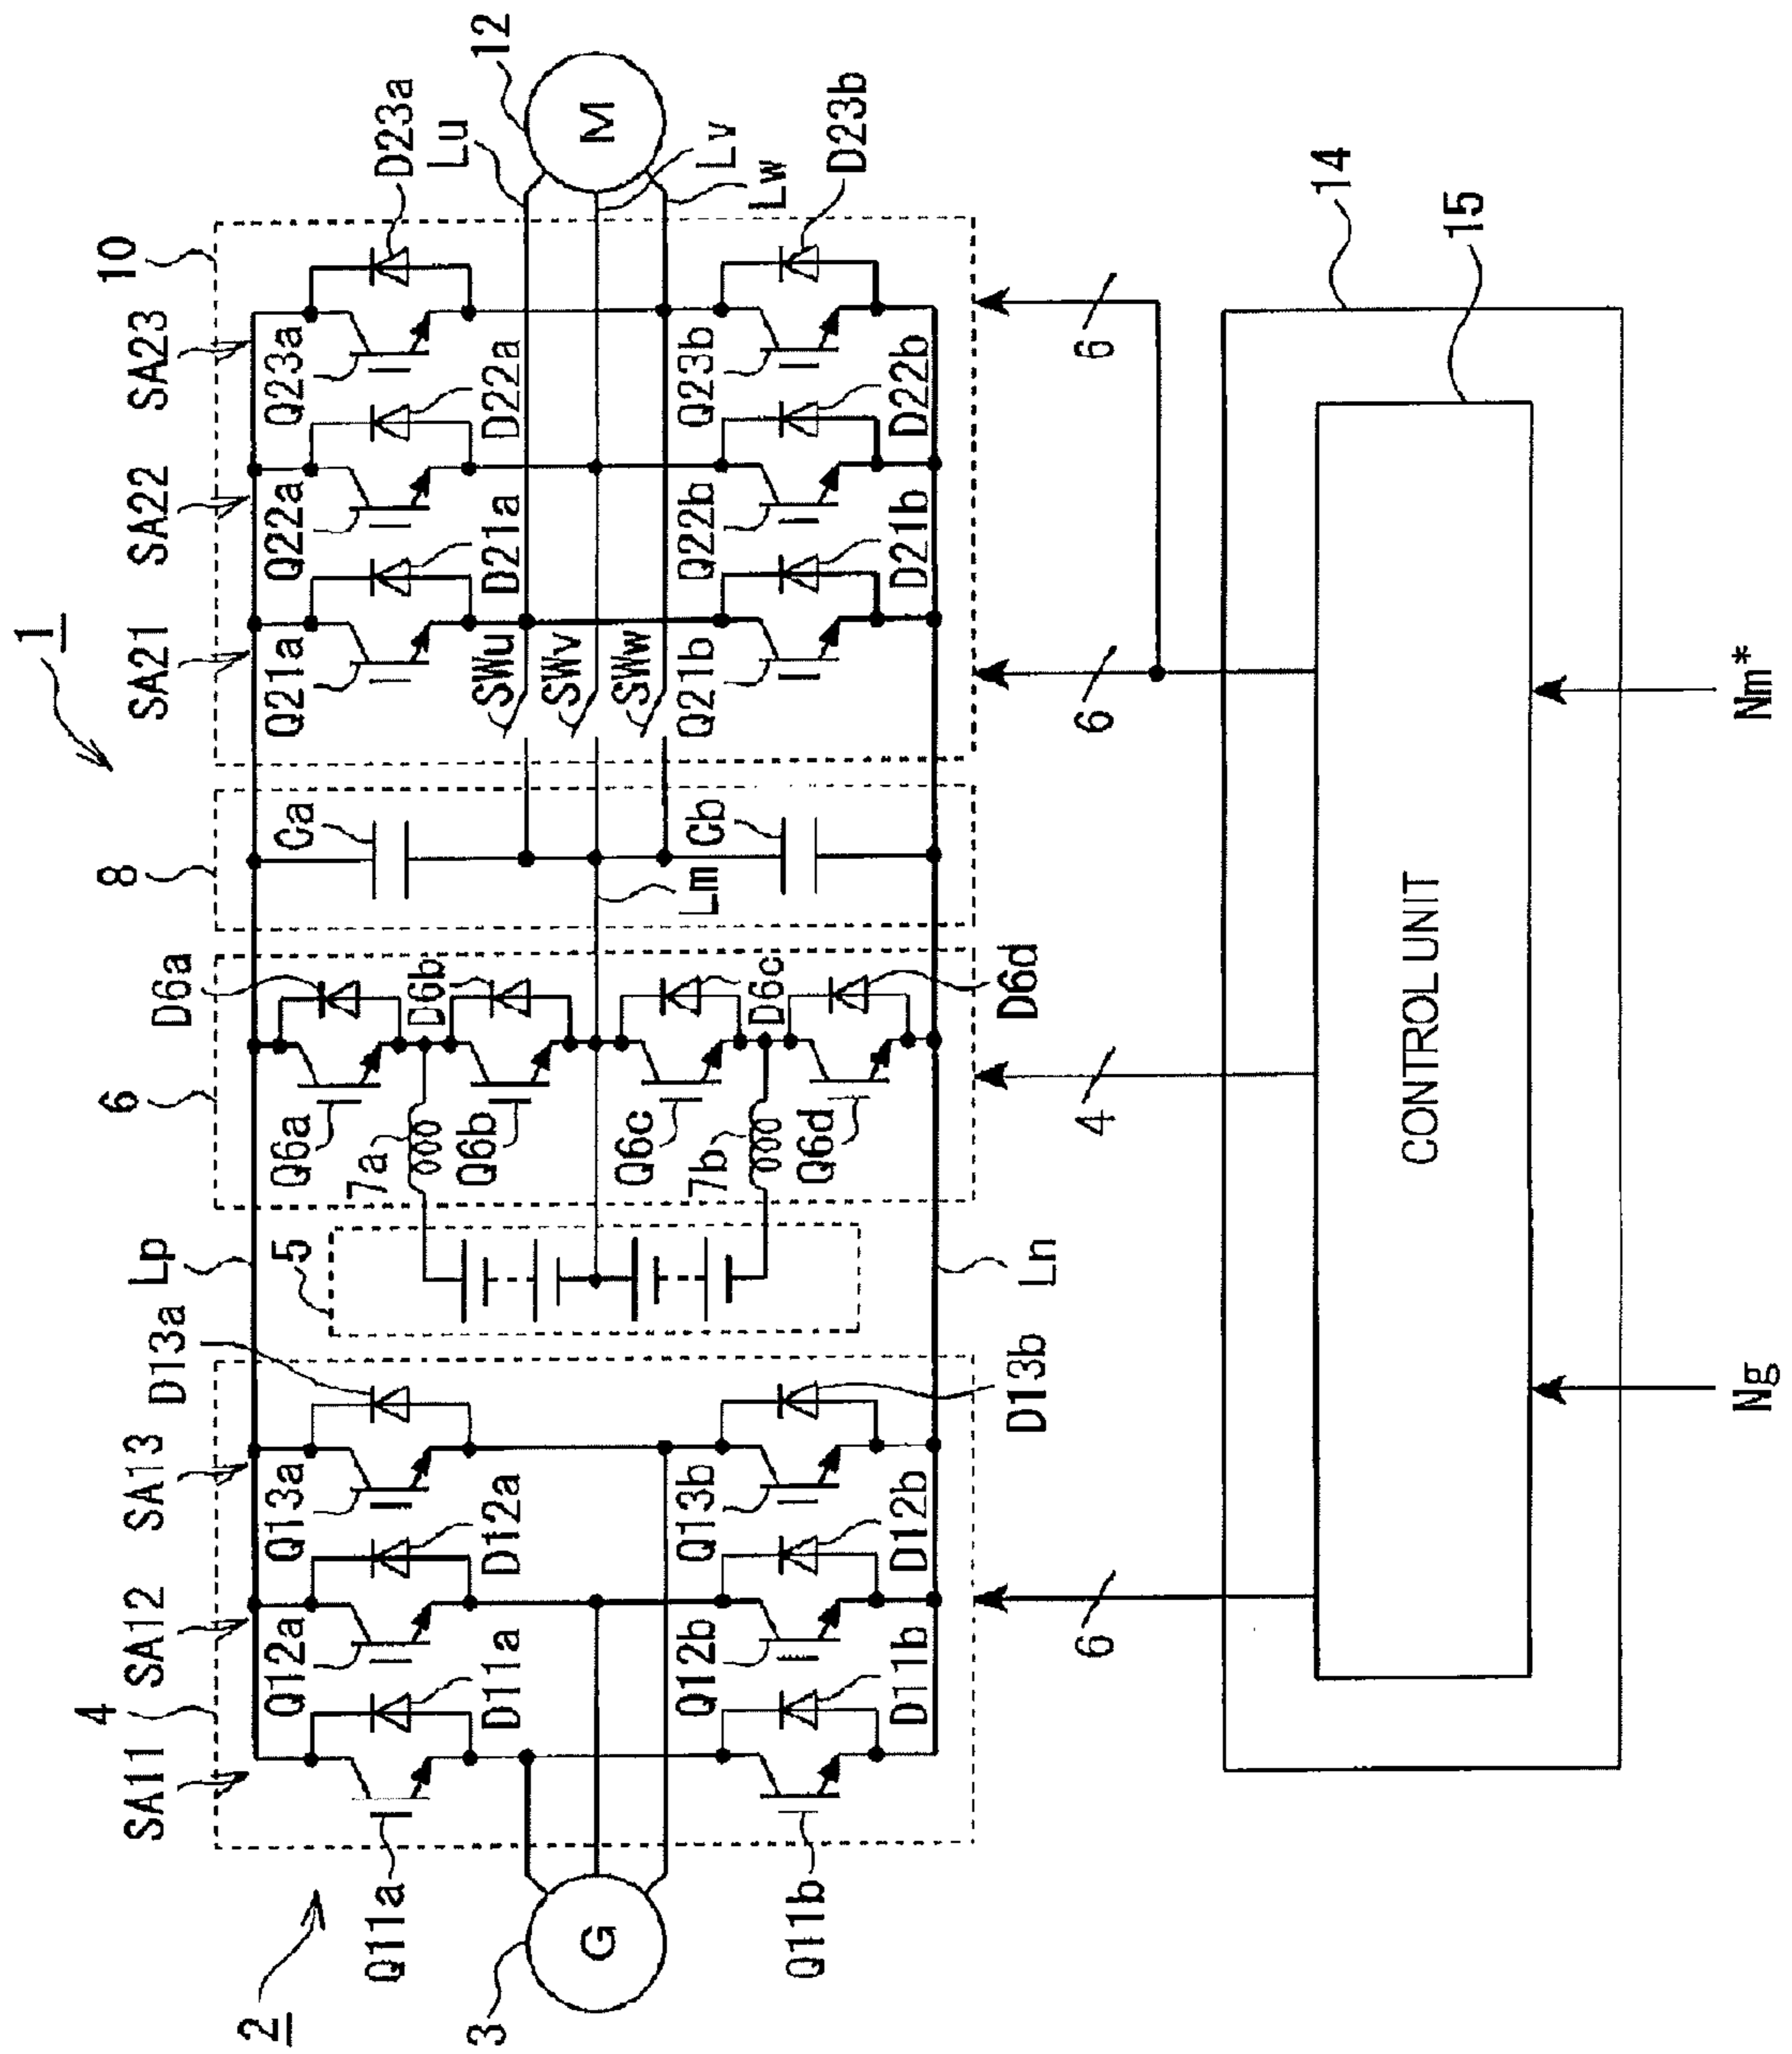 1
2
SA11
4
SA12
SA13
D13a
Lp
5
6
D6a
8
SA21
SA22
SA23
10
Q11a
Q12a
Q13a
Q6a
7a
Ca
Q21a
Q22a
Q23a
D23a
Lu
12
D11a
D12a
Q6b
D6b
SWu
SWv
SWw
D21a
D22a
3
G
M
Lm
Lv
Lw
Q11b
Q12b
Q13b
Q6c
7b
D6c
Cb
Q21b
Q22b
Q23b
D23b
D11b
D12b
D13b
Q6d
D6d
Ln
D21b
D22b
6
4
6
6
14
CONTROL UNIT
15
Ng
Nm*